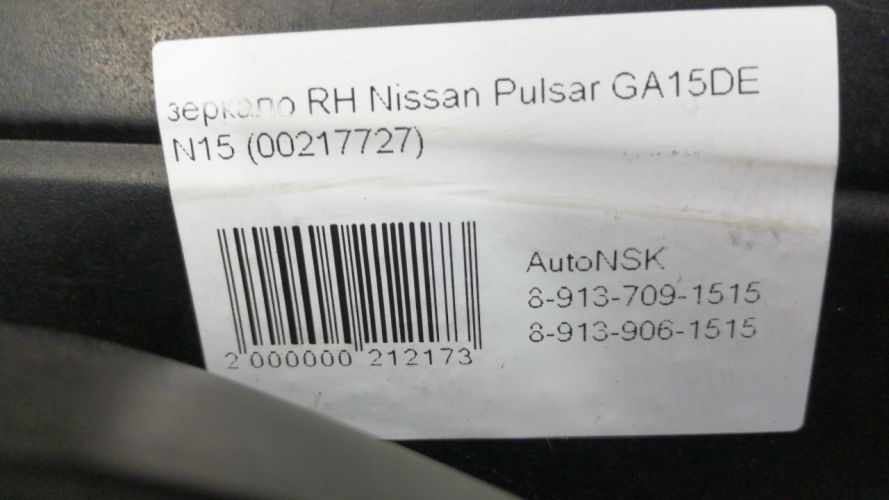 зеркало RH Nissan Pulsar GA15DE
N15 (00217727)
AutoNSK
8-913-709-1515
8-913-906-1515
2 000000 212173